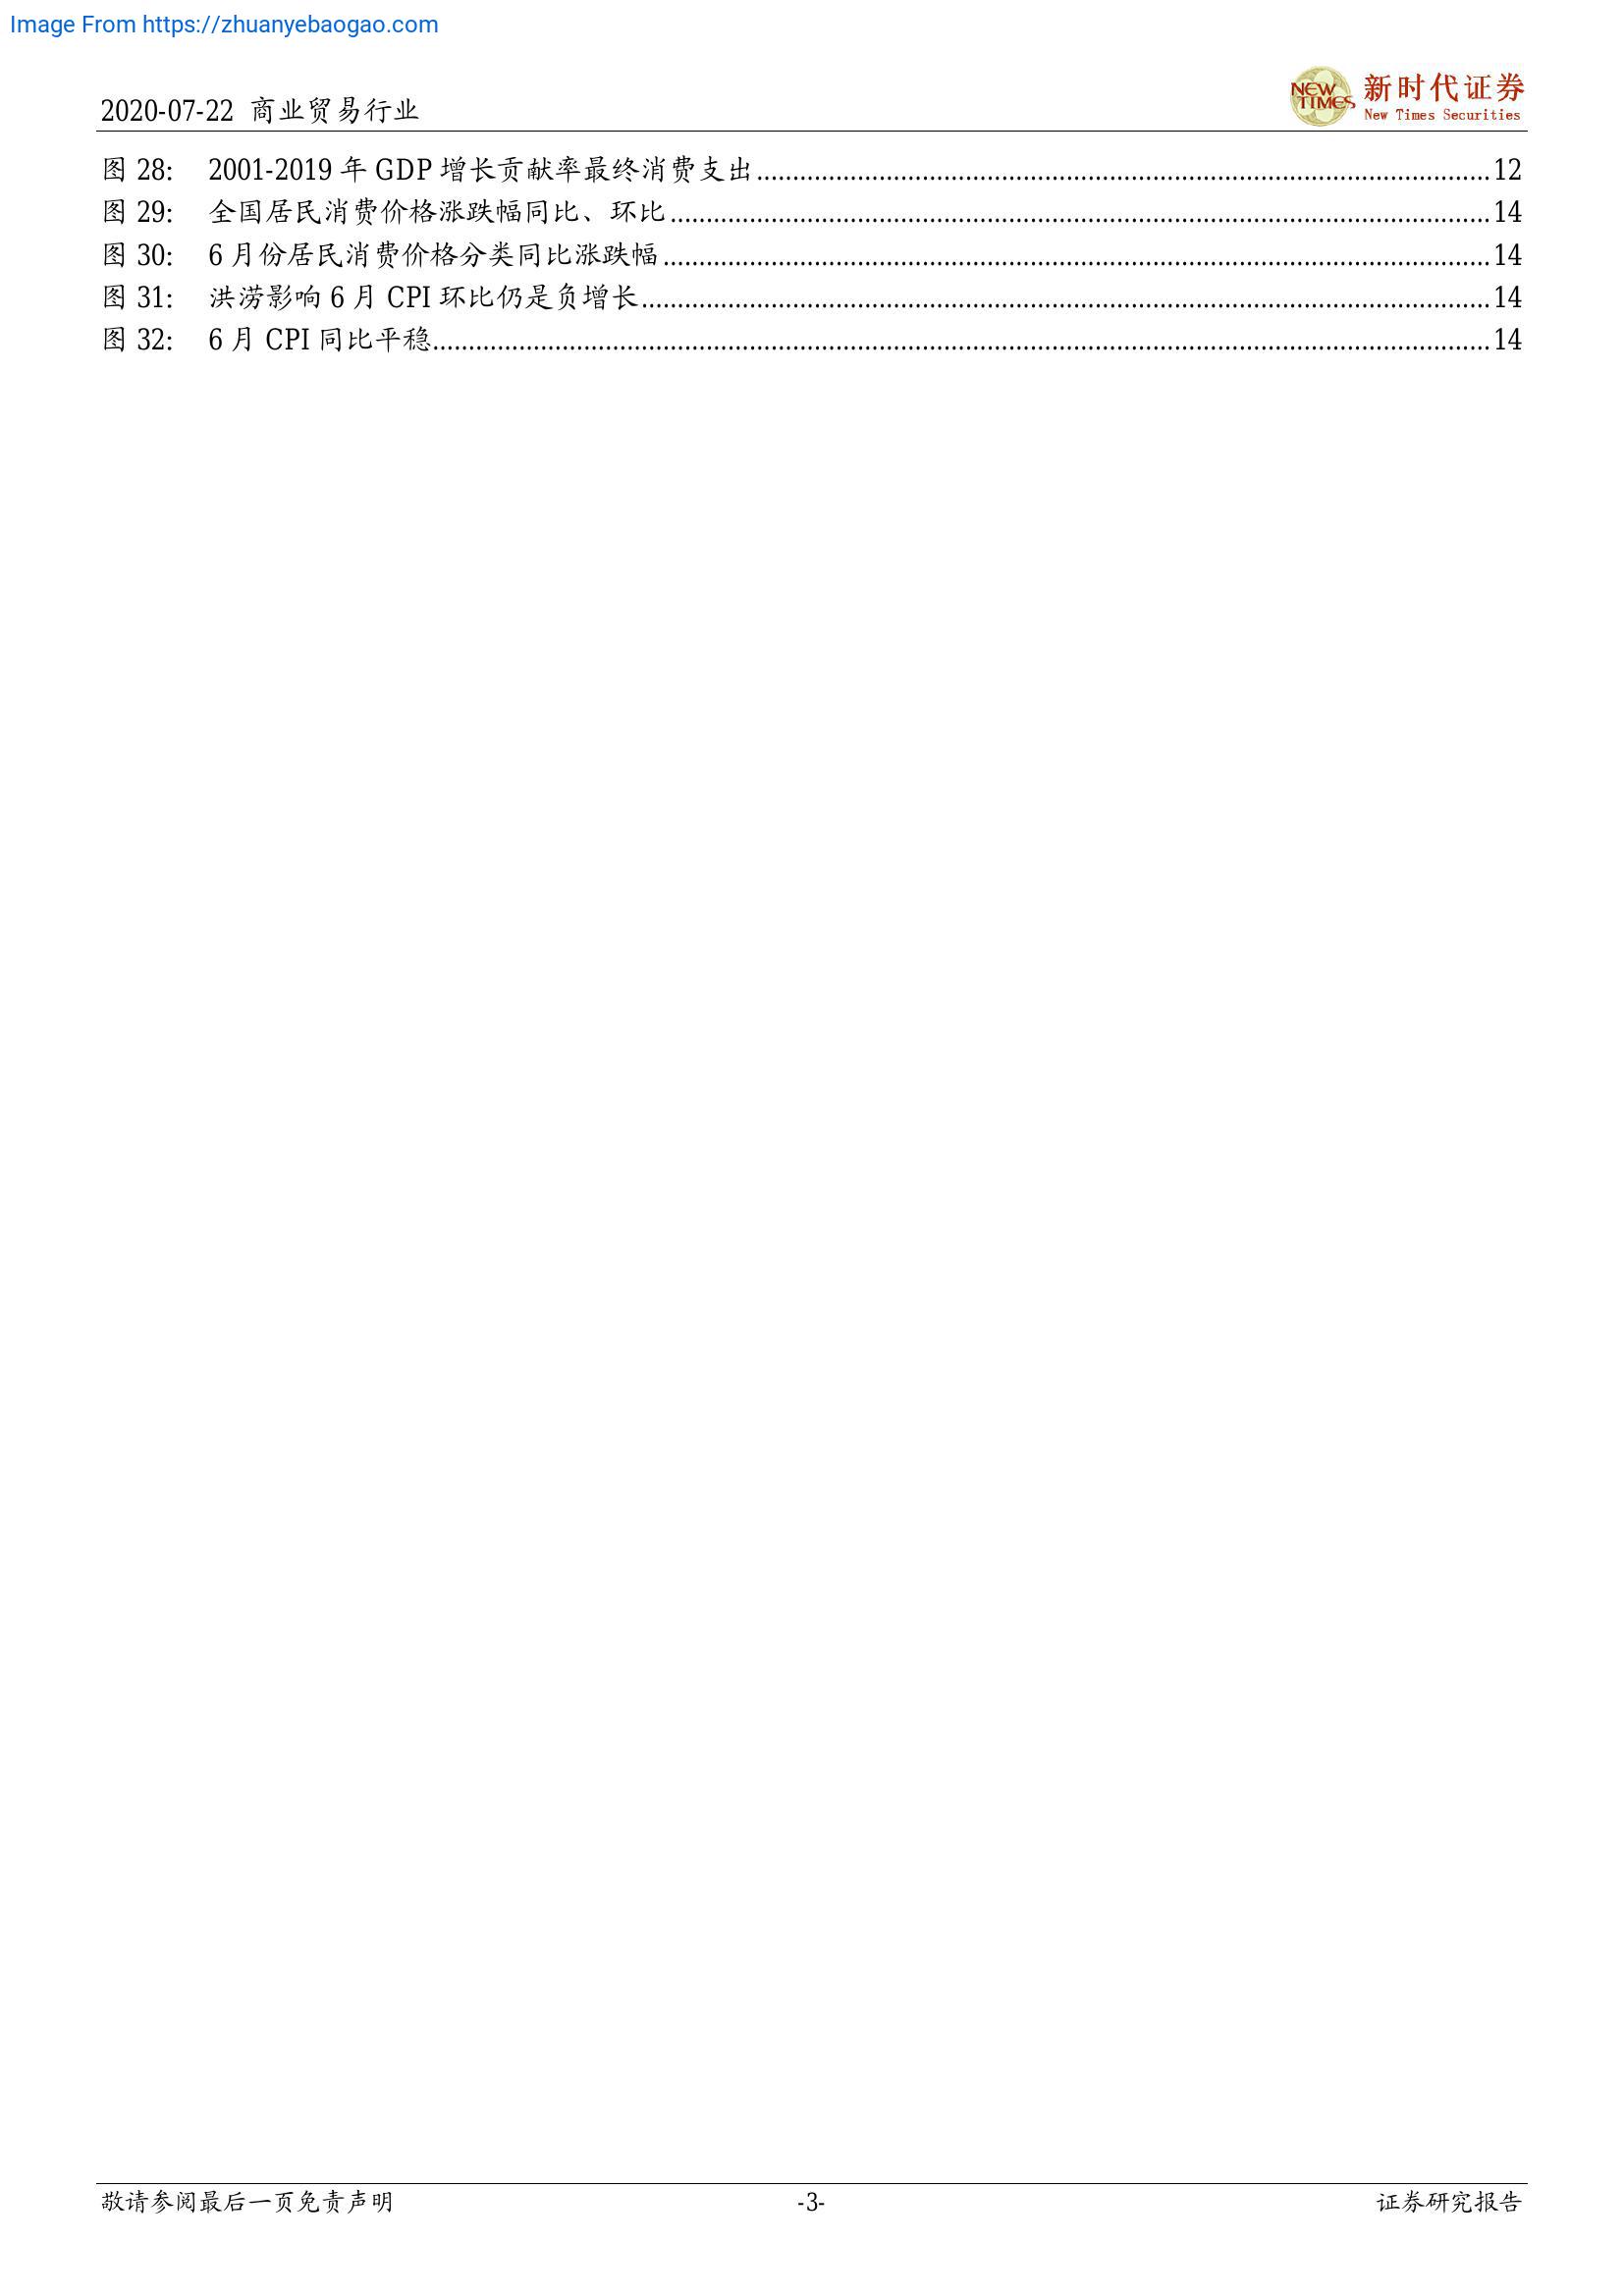 Image From https://zhuanyebaogao.com
2020-07-22 商业贸易行业
NEW TIMES
新时代证券
New Times Securities
图 28: 2001-2019 年 GDP 增长贡献率最终消费支出 12
图 29: 全国居民消费价格涨跌幅同比、环比 14
图 30: 6 月份居民消费价格分类同比涨跌幅 14
图 31: 洪涝影响 6 月 CPI 环比仍是负增长 14
图 32: 6 月 CPI 同比平稳 14
敬请参阅最后一页免责声明 -3- 证券研究报告